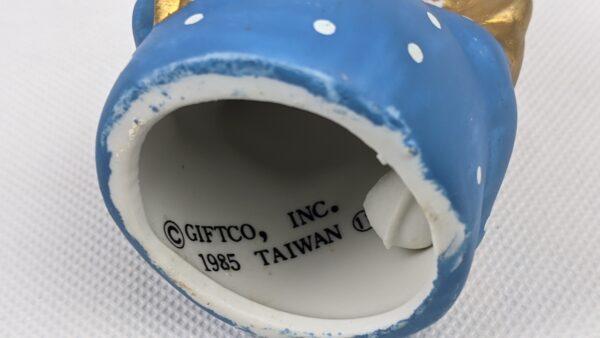 ©GIFTCO, INC.
1985 TAIWAN